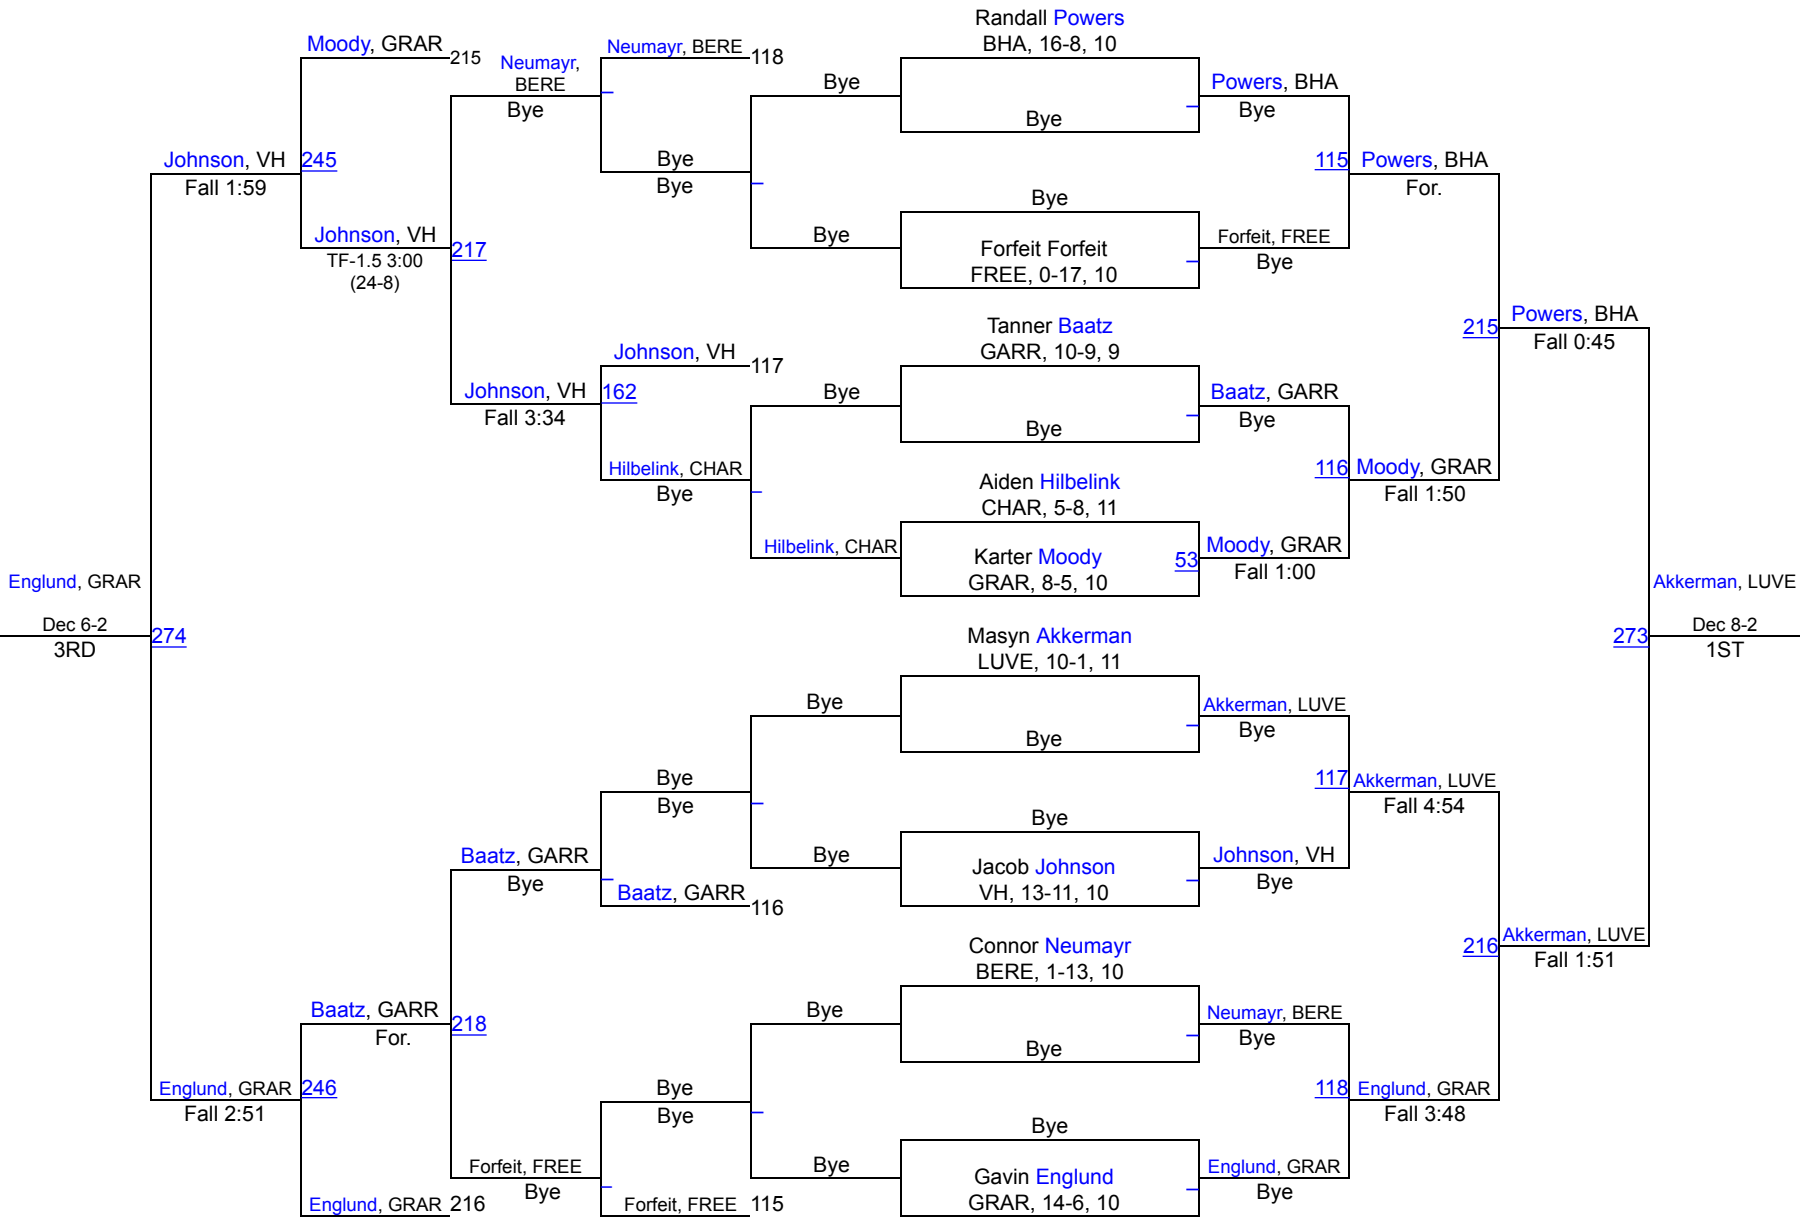 Randall Powers
BHA, 16-8, 10
Moody, GRAR
215
Neumayr, BERE
118
Neumayr,
BERE
Bye
Bye
Powers, BHA
Bye
Bye
Johnson, VH
245
Fall 1:59
Bye
Bye
115
Powers, BHA
For.
Bye
Johnson, VH
TF-1.5 3:00
(24-8)
217
Bye
Forfeit Forfeit
FREE, 0-17, 10
Forfeit, FREE
Bye
Tanner Baatz
GARR, 10-9, 9
215
Powers, BHA
Fall 0:45
Johnson, VH
117
Johnson, VH
162
Fall 3:34
Bye
Bye
Baatz, GARR
Bye
Hilbelink, CHAR
Bye
Aiden Hilbelink
CHAR, 5-8, 11
116
Moody, GRAR
Fall 1:50
Hilbelink, CHAR
Karter Moody
GRAR, 8-5, 10
53
Moody, GRAR
Fall 1:00
Englund, GRAR
Dec 6-2
3RD
274
Masyn Akkerman
LUVE, 10-1, 11
273
Akkerman, LUVE
Dec 8-2
1ST
Bye
Bye
Akkerman, LUVE
Bye
Bye
Bye
117
Akkerman, LUVE
Fall 4:54
Bye
Baatz, GARR
Bye
Bye
Jacob Johnson
VH, 13-11, 10
Johnson, VH
Bye
Baatz, GARR
116
Connor Neumayr
BERE, 1-13, 10
216
Akkerman, LUVE
Fall 1:51
Baatz, GARR
For.
218
Bye
Bye
Neumayr, BERE
Bye
Englund, GRAR
246
Fall 2:51
Bye
Bye
118
Englund, GRAR
Fall 3:48
Bye
Forfeit, FREE
Bye
Bye
Gavin Englund
GRAR, 14-6, 10
Englund, GRAR
Bye
Englund, GRAR
216
Forfeit, FREE
115